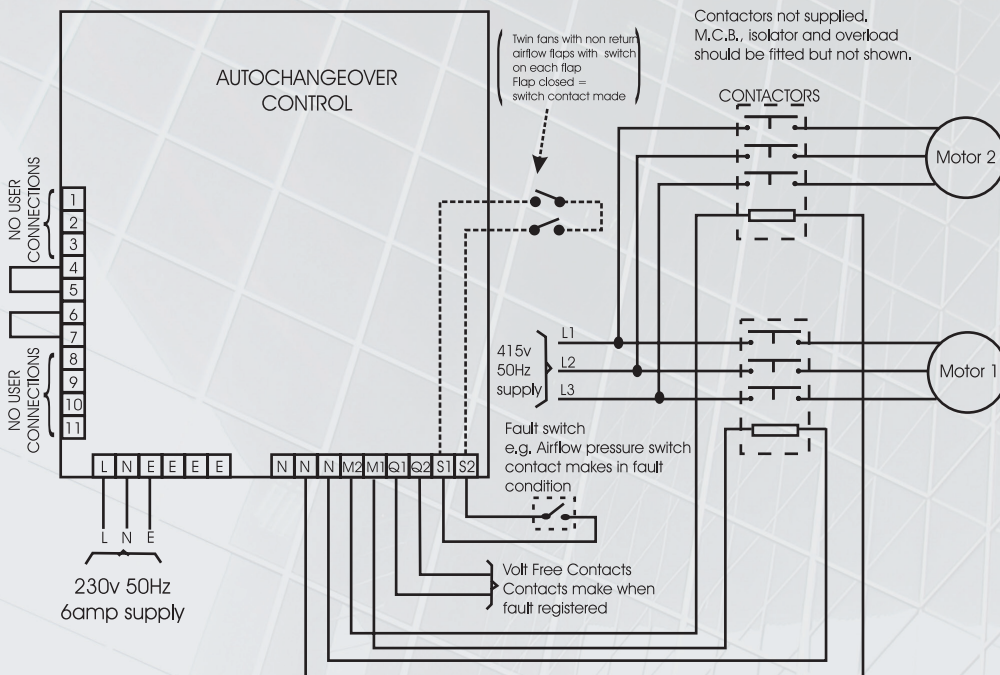 Contactors not supplied.
M.C.B., isolator and overload
should be fitted but not shown.
Twin fans with non return
airflow flaps with switch
on each flap
Flap closed =
switch contact made
AUTOCHANGEOVER
CONTROL
CONTACTORS
Motor 2
NO USER
CONNECTIONS
1
2
3
4
5
6
7
8
9
10
11
NO USER
CONNECTIONS
415v
50Hz
supply
L1
L2
L3
Motor 1
Fault switch
e.g. Airflow pressure switch
contact makes in fault
condition
L N E E E E
N N N M2 M1 Q1 Q2 S1 S2
L N E
230v 50Hz
6amp supply
Volt Free Contacts
Contacts make when
fault registered